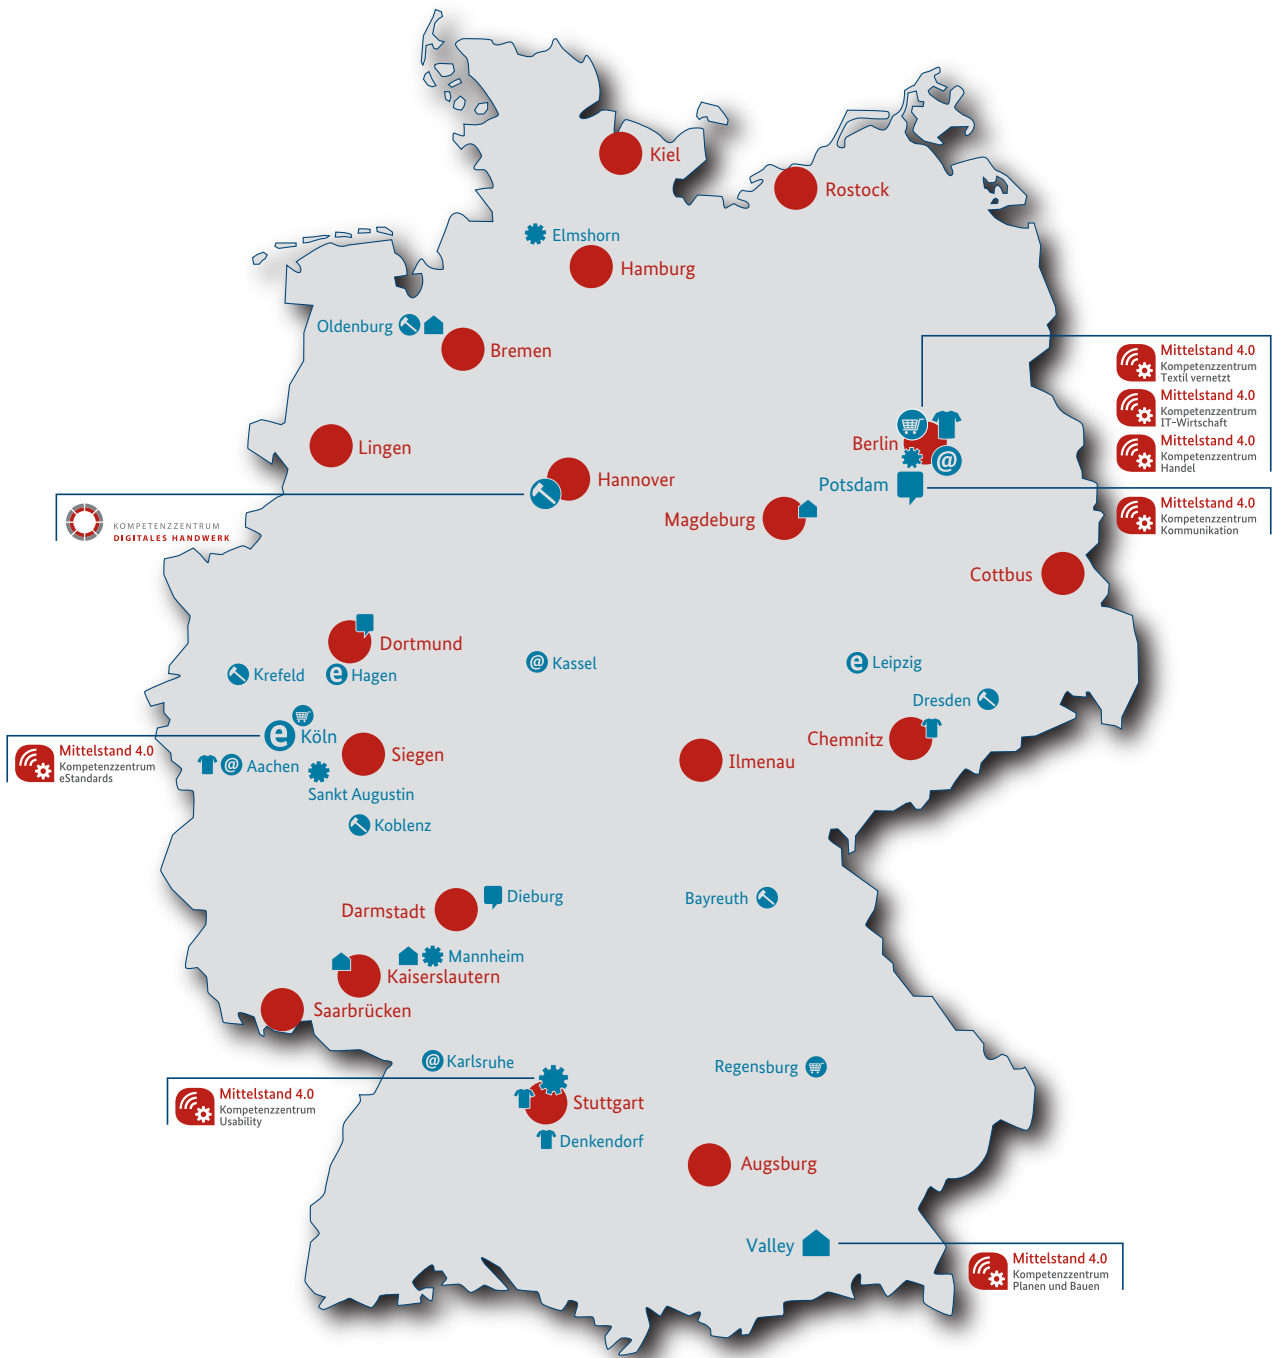 Kiel
Rostock
Elmshorn
Hamburg
Oldenburg
Bremen
Mittelstand 4.0
Kompetenzzentrum
Textil vernetzt
Mittelstand 4.0
Kompetenzzentrum
IT-Wirtschaft
Mittelstand 4.0
Kompetenzzentrum
Handel
Berlin
@
Lingen
Hannover
Potsdam
Magdeburg
Mittelstand 4.0
Kompetenzzentrum
Kommunikation
KOMPETENZZENTRUM
DIGITALES HANDWERK
Cottbus
Dortmund
Krefeld
e Hagen
@ Kassel
e Leipzig
Dresden
e Köln
Chemnitz
Mittelstand 4.0
Kompetenzzentrum
eStandards
Siegen
Ilmenau
@ Aachen
Sankt Augustin
Koblenz
Dieburg
Bayreuth
Darmstadt
Mannheim
Kaiserslautern
Saarbrücken
@ Karlsruhe
Regensburg
Mittelstand 4.0
Kompetenzzentrum
Usability
Stuttgart
Denkendorf
Augsburg
Valley
Mittelstand 4.0
Kompetenzzentrum
Planen und Bauen